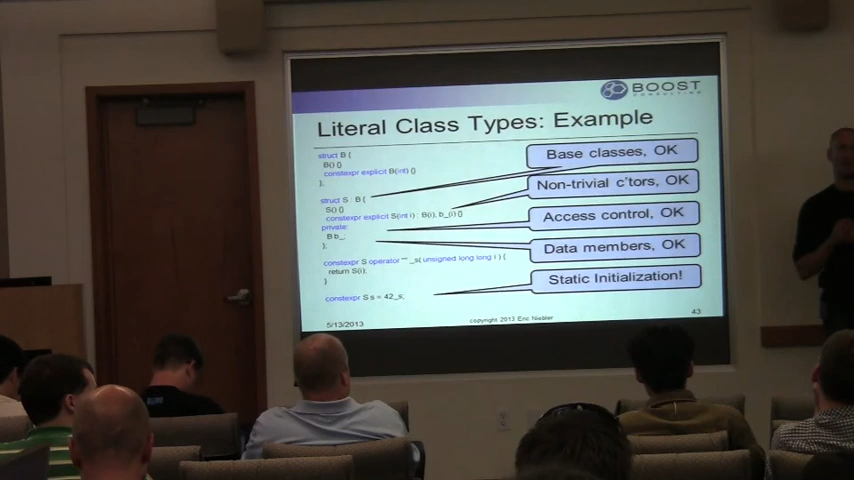 BOOST
CONSULTING
Literal Class Types: Example
struct B {
B() {}
constexpr explicit B(int) {}
};
struct S : B {
S() {}
constexpr explicit S(int i) : B(i), b_(i) {}
private:
B b_;
};
constexpr S operator "" _s( unsigned long long i ) {
return S(i);
}
constexpr S s = 42_s;
Base classes, OK
Non-trivial c'tors, OK
Access control, OK
Data members, OK
Static Initialization!
5/13/2013
copyright 2013 Eric Niebler
43